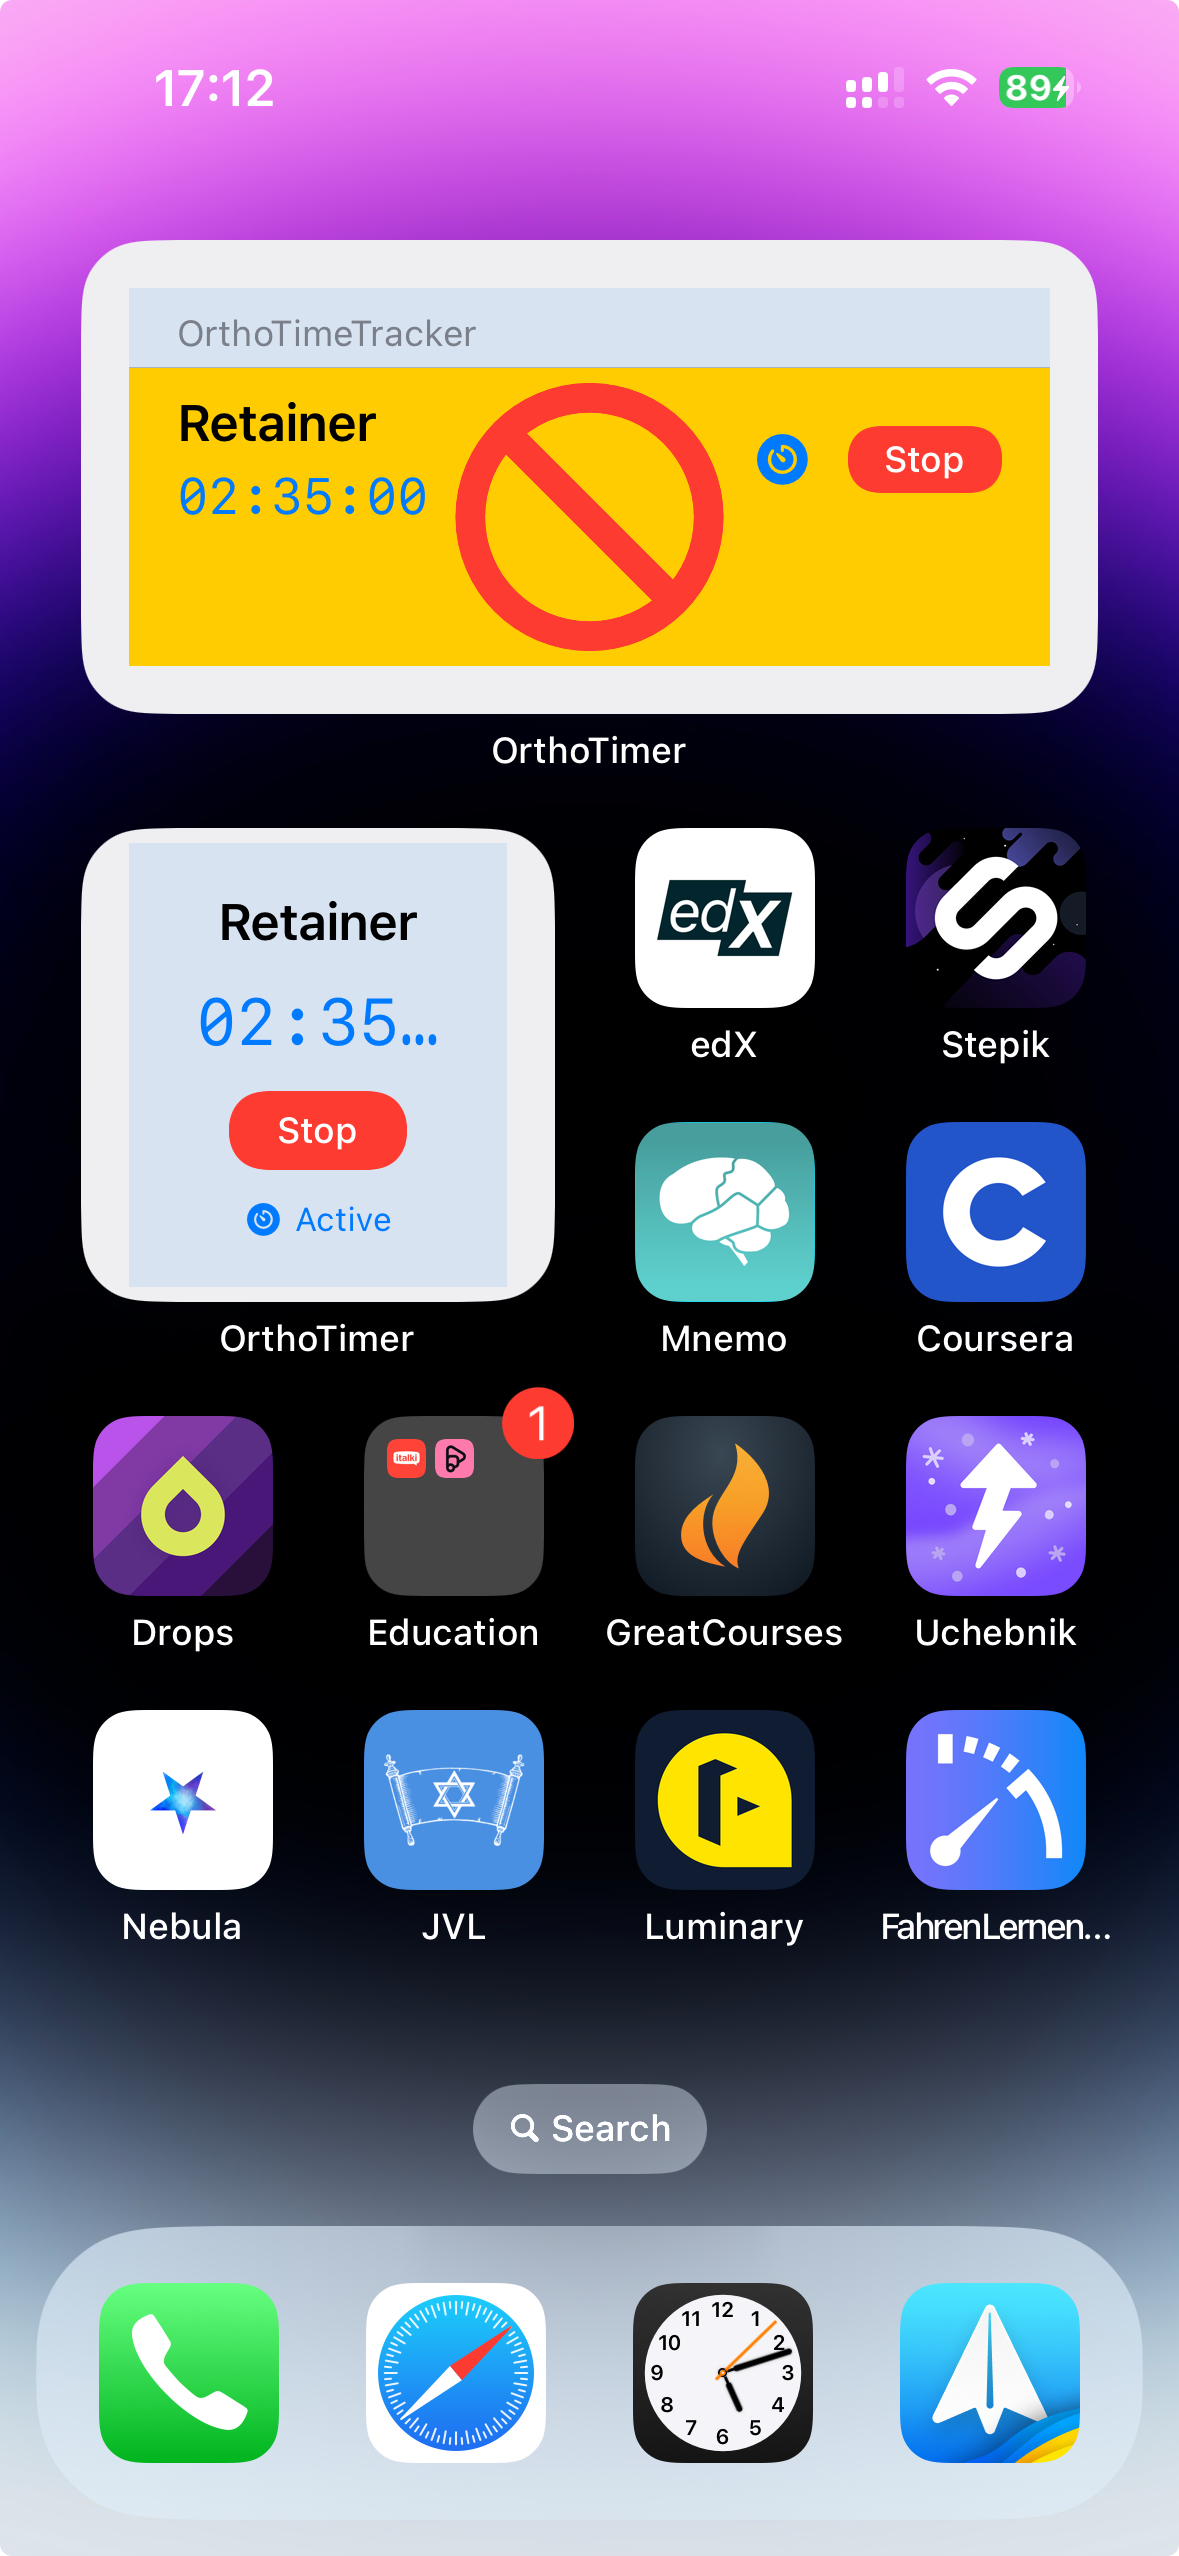 17:12
89
OrthoTimeTracker
Retainer
02:35:00
Stop
OrthoTimer
Retainer
02:35...
Stop
Active
OrthoTimer
edX
edX
Stepik
Mnemo
Coursera
1
italki
Drops
Education
GreatCourses
Uchebnik
Nebula
JVL
Luminary
FahrenLernen...
Search
12
11 1
10 2
9 3
8 4
7 5
6